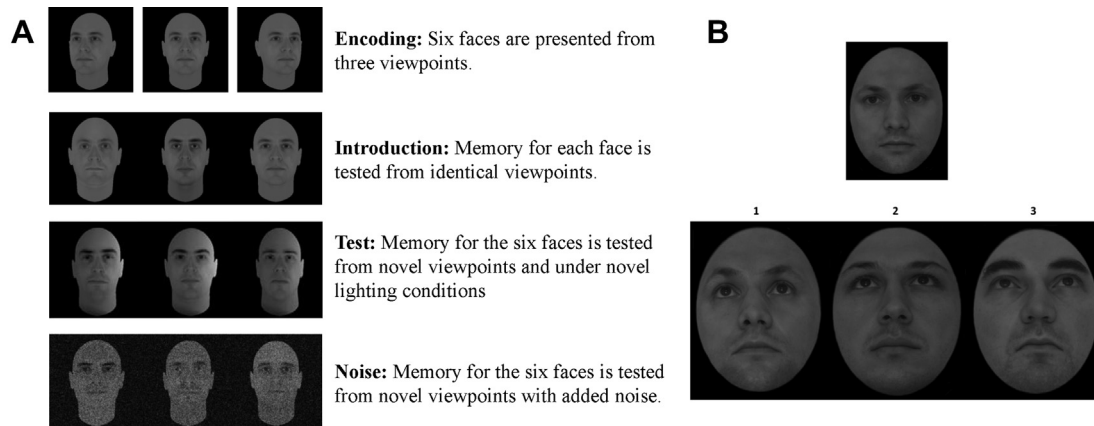 A
Encoding: Six faces are presented from
three viewpoints.
Introduction: Memory for each face is
tested from identical viewpoints.
Test: Memory for the six faces is tested
from novel viewpoints and under novel
lighting conditions
Noise: Memory for the six faces is tested
from novel viewpoints with added noise.
B
1 2 3